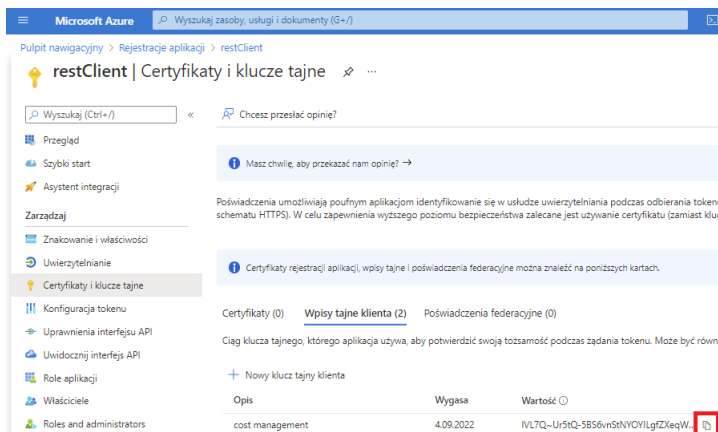 Microsoft Azure
Wyszukaj zasoby, usługi i dokumenty (G+/)
Pulpit nawigacyjny > Rejestracje aplikacji > restClient
restClient | Certyfikaty i klucze tajne
Wyszukaj (Ctrl+/)
Chcesz przesłać opinię?
Przegląd
Szybki start
Asystent integracji
Masz chwilę, aby przekazać nam opinię? →
Zarządzaj
Poświadczenia umożliwiają poufnym aplikacjom identyfikowanie się w usłudze uwierzytelniania podczas odbierania token
schematu HTTPS). W celu zapewnienia wyższego poziomu bezpieczeństwa zalecane jest używanie certyfikatu (zamiast klu
Znakowanie i właściwości
Uwierzytelnianie
Certyfikaty i klucze tajne
Certyfikaty rejestracji aplikacji, wpisy tajne i poświadczenia federacyjne można znaleźć na poniższych kartach.
Konfiguracja tokenu
Uprawnienia interfejsu API
Uwidocznij interfejs API
Role aplikacji
Właściciele
Roles and administrators
Certyfikaty (0) Wpisy tajne klienta (2) Poświadczenia federacyjne (0)
Ciąg klucza tajnego, którego aplikacja używa, aby potwierdzić swoją tożsamość podczas żądania tokenu. Może być równ
Nowy klucz tajny klienta
Opis Wygasa Wartość
cost management 4.09.2022 IVL7Q~Ur5tQ-5BS6vnStNYOYILgfZXeqW..